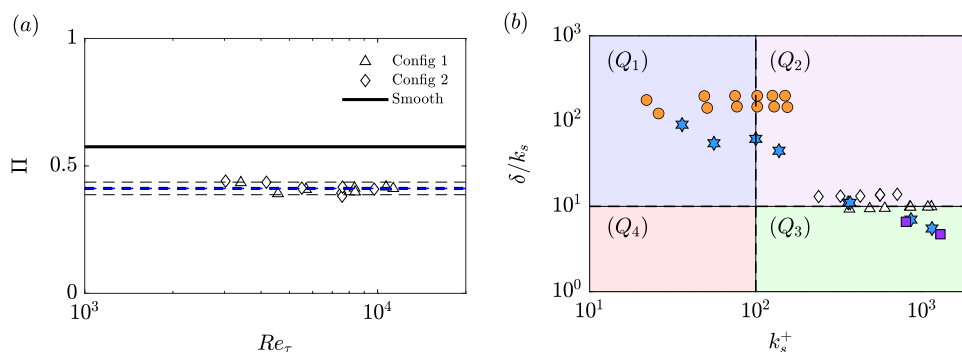 (a)
1
0.5
0
Π
10^3
10^4
Re_τ
Config 1
Config 2
Smooth
(b)
10^3
10^2
10^1
10^0
δ/k_s
(Q_1)
(Q_2)
(Q_4)
(Q_3)
10^1
10^2
10^3
k_s^+